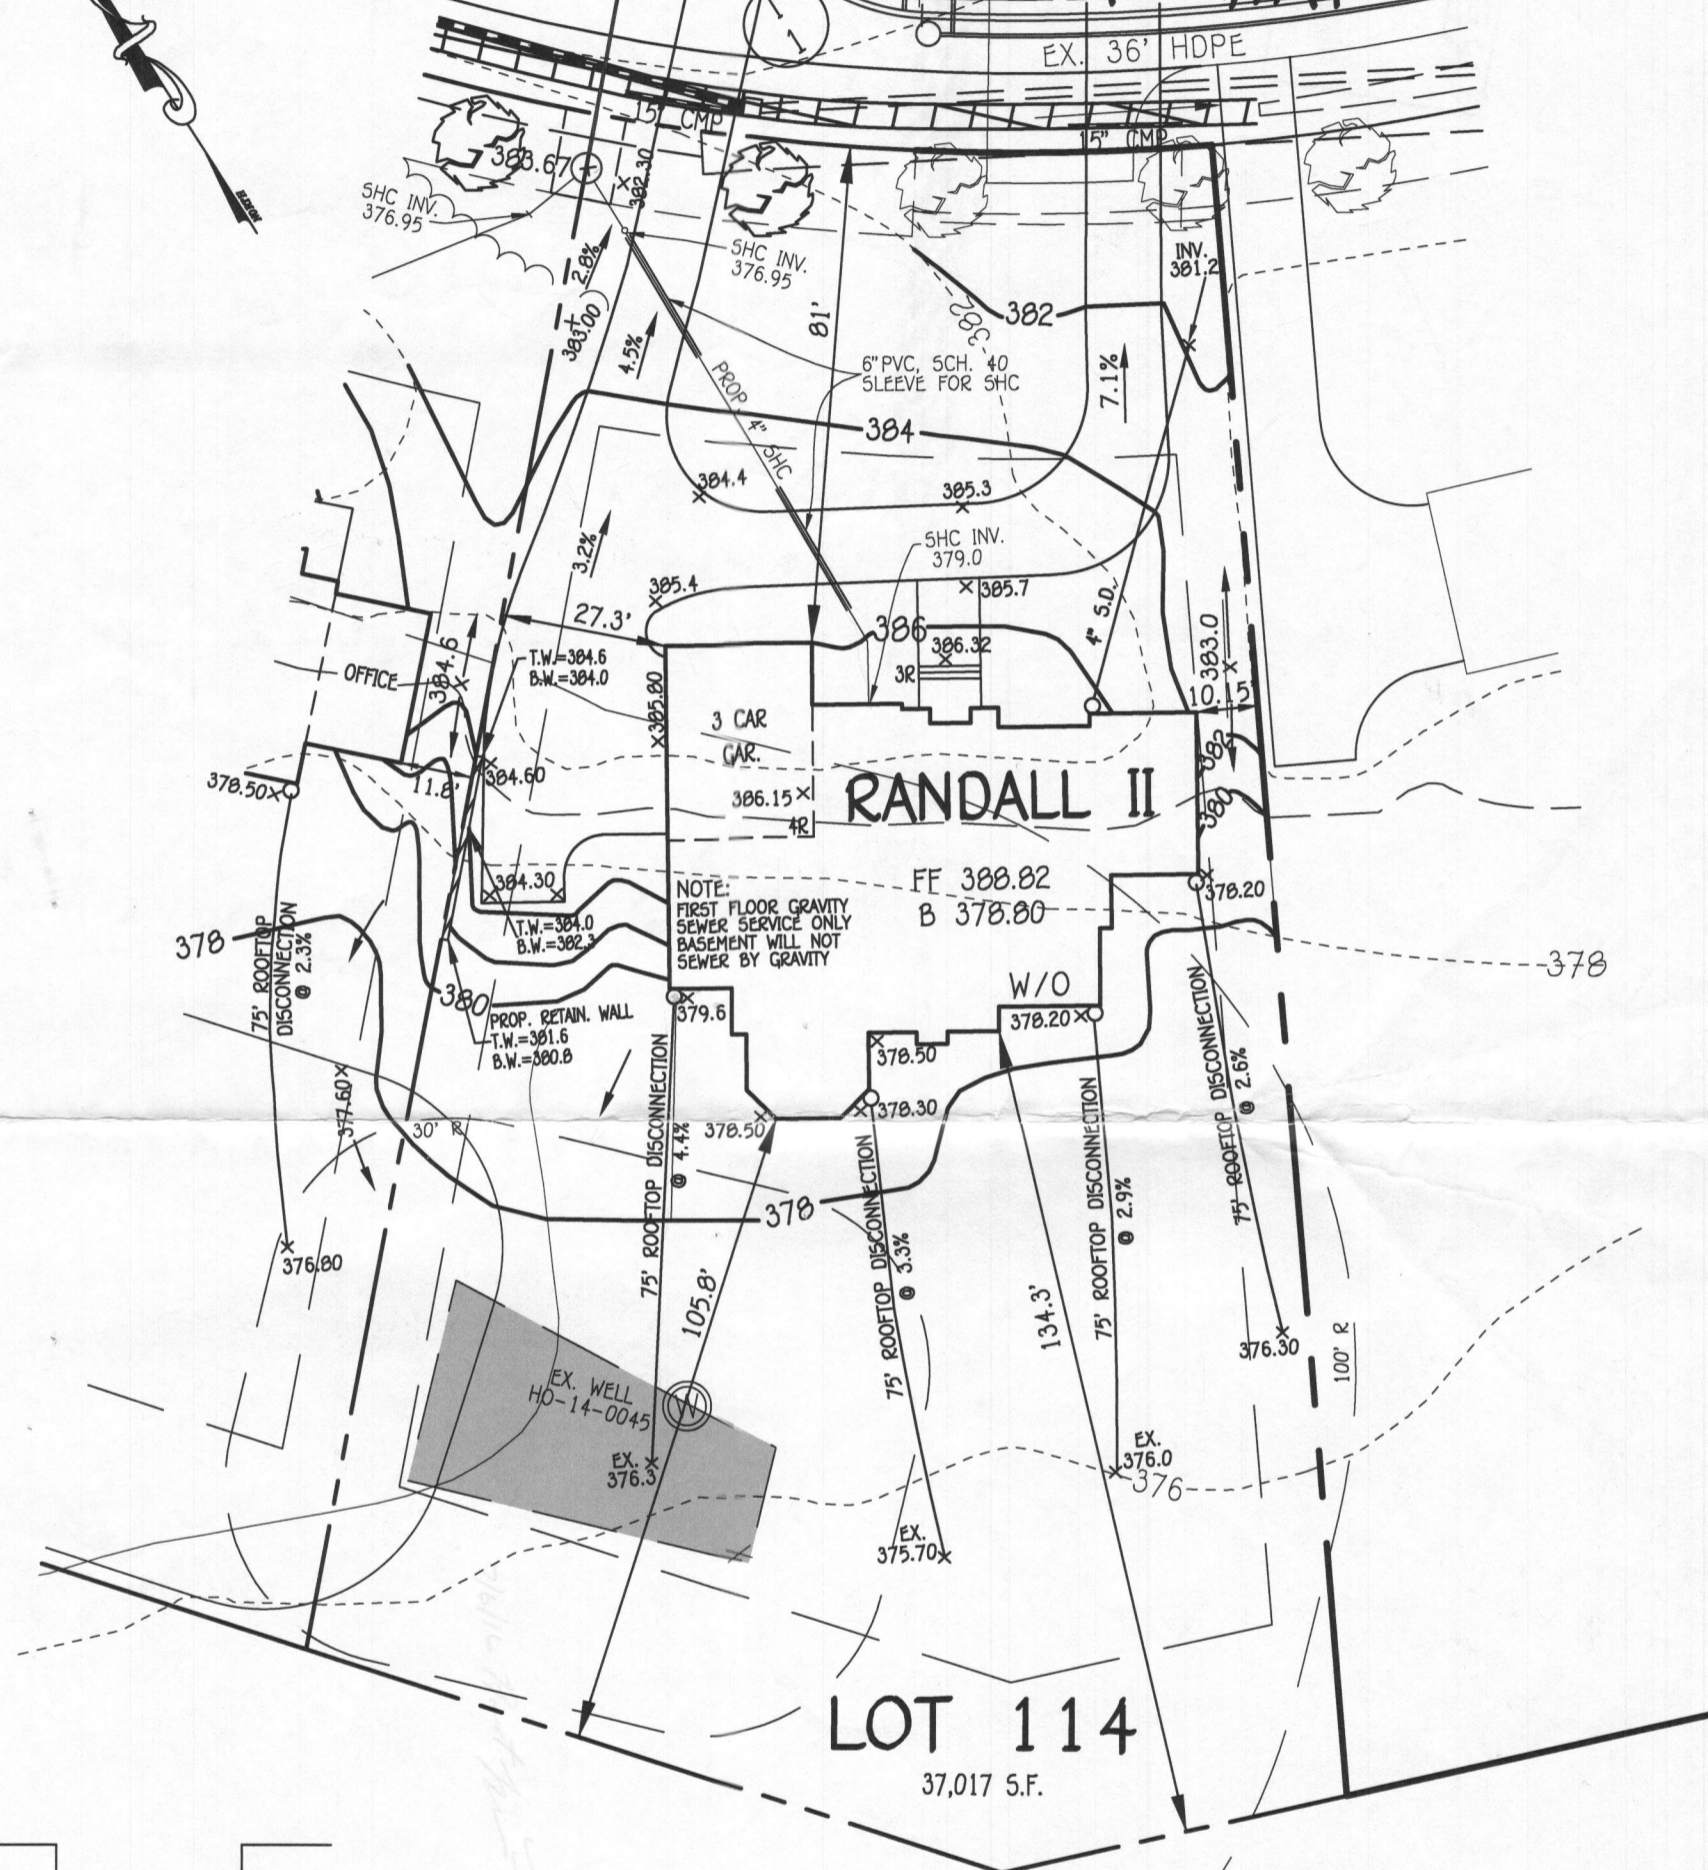 1
EX. 36' HDPE
15" CMP
15" CMP
383.67
382.30
SHC INV.
376.95
NORTH
SHC INV.
376.95
INV.
381.2
2.8%
383+
(383.00)
4.5%
81'
382
382
6" PVC, SCH. 40
SLEEVE FOR SHC
7.1%
PROP. 4" SHC
384
384.4
385.3
3.2%
SHC INV.
379.0
385.4
385.7
27.3'
386
386.32
3R
4" S.D.
383.0
10.15'
OFFICE
384.6
T.W.=384.6
B.W.=384.0
385.80
3 CAR
GAR.
386.15
4R
RANDALL II
382
380
378.50
11.8'
384.60
384.30
FF 388.82
B 378.80
378.20
NOTE:
FIRST FLOOR GRAVITY
SEWER SERVICE ONLY
BASEMENT WILL NOT
SEWER BY GRAVITY
T.W.=384.0
B.W.=382.3
378
75' ROOFTOP
DISCONNECTION
@ 2.3%
378
380
W/O
378.20
379.6
PROP. RETAIN. WALL
T.W.=381.6
B.W.=380.8
378.50
378.30
378.50
377.60
30' R
75' ROOFTOP DISCONNECTION
@ 4.4%
75' ROOFTOP DISCONNECTION
@ 3.3%
75' ROOFTOP DISCONNECTION
@ 2.9%
75' ROOFTOP DISCONNECTION
@ 2.6%
378
376.80
105.8'
134.3'
376.30
100' R
EX. WELL
HO-14-0045
W
EX.
376.3
EX.
376.0
376
EX.
375.70
LOT 114
37,017 S.F.